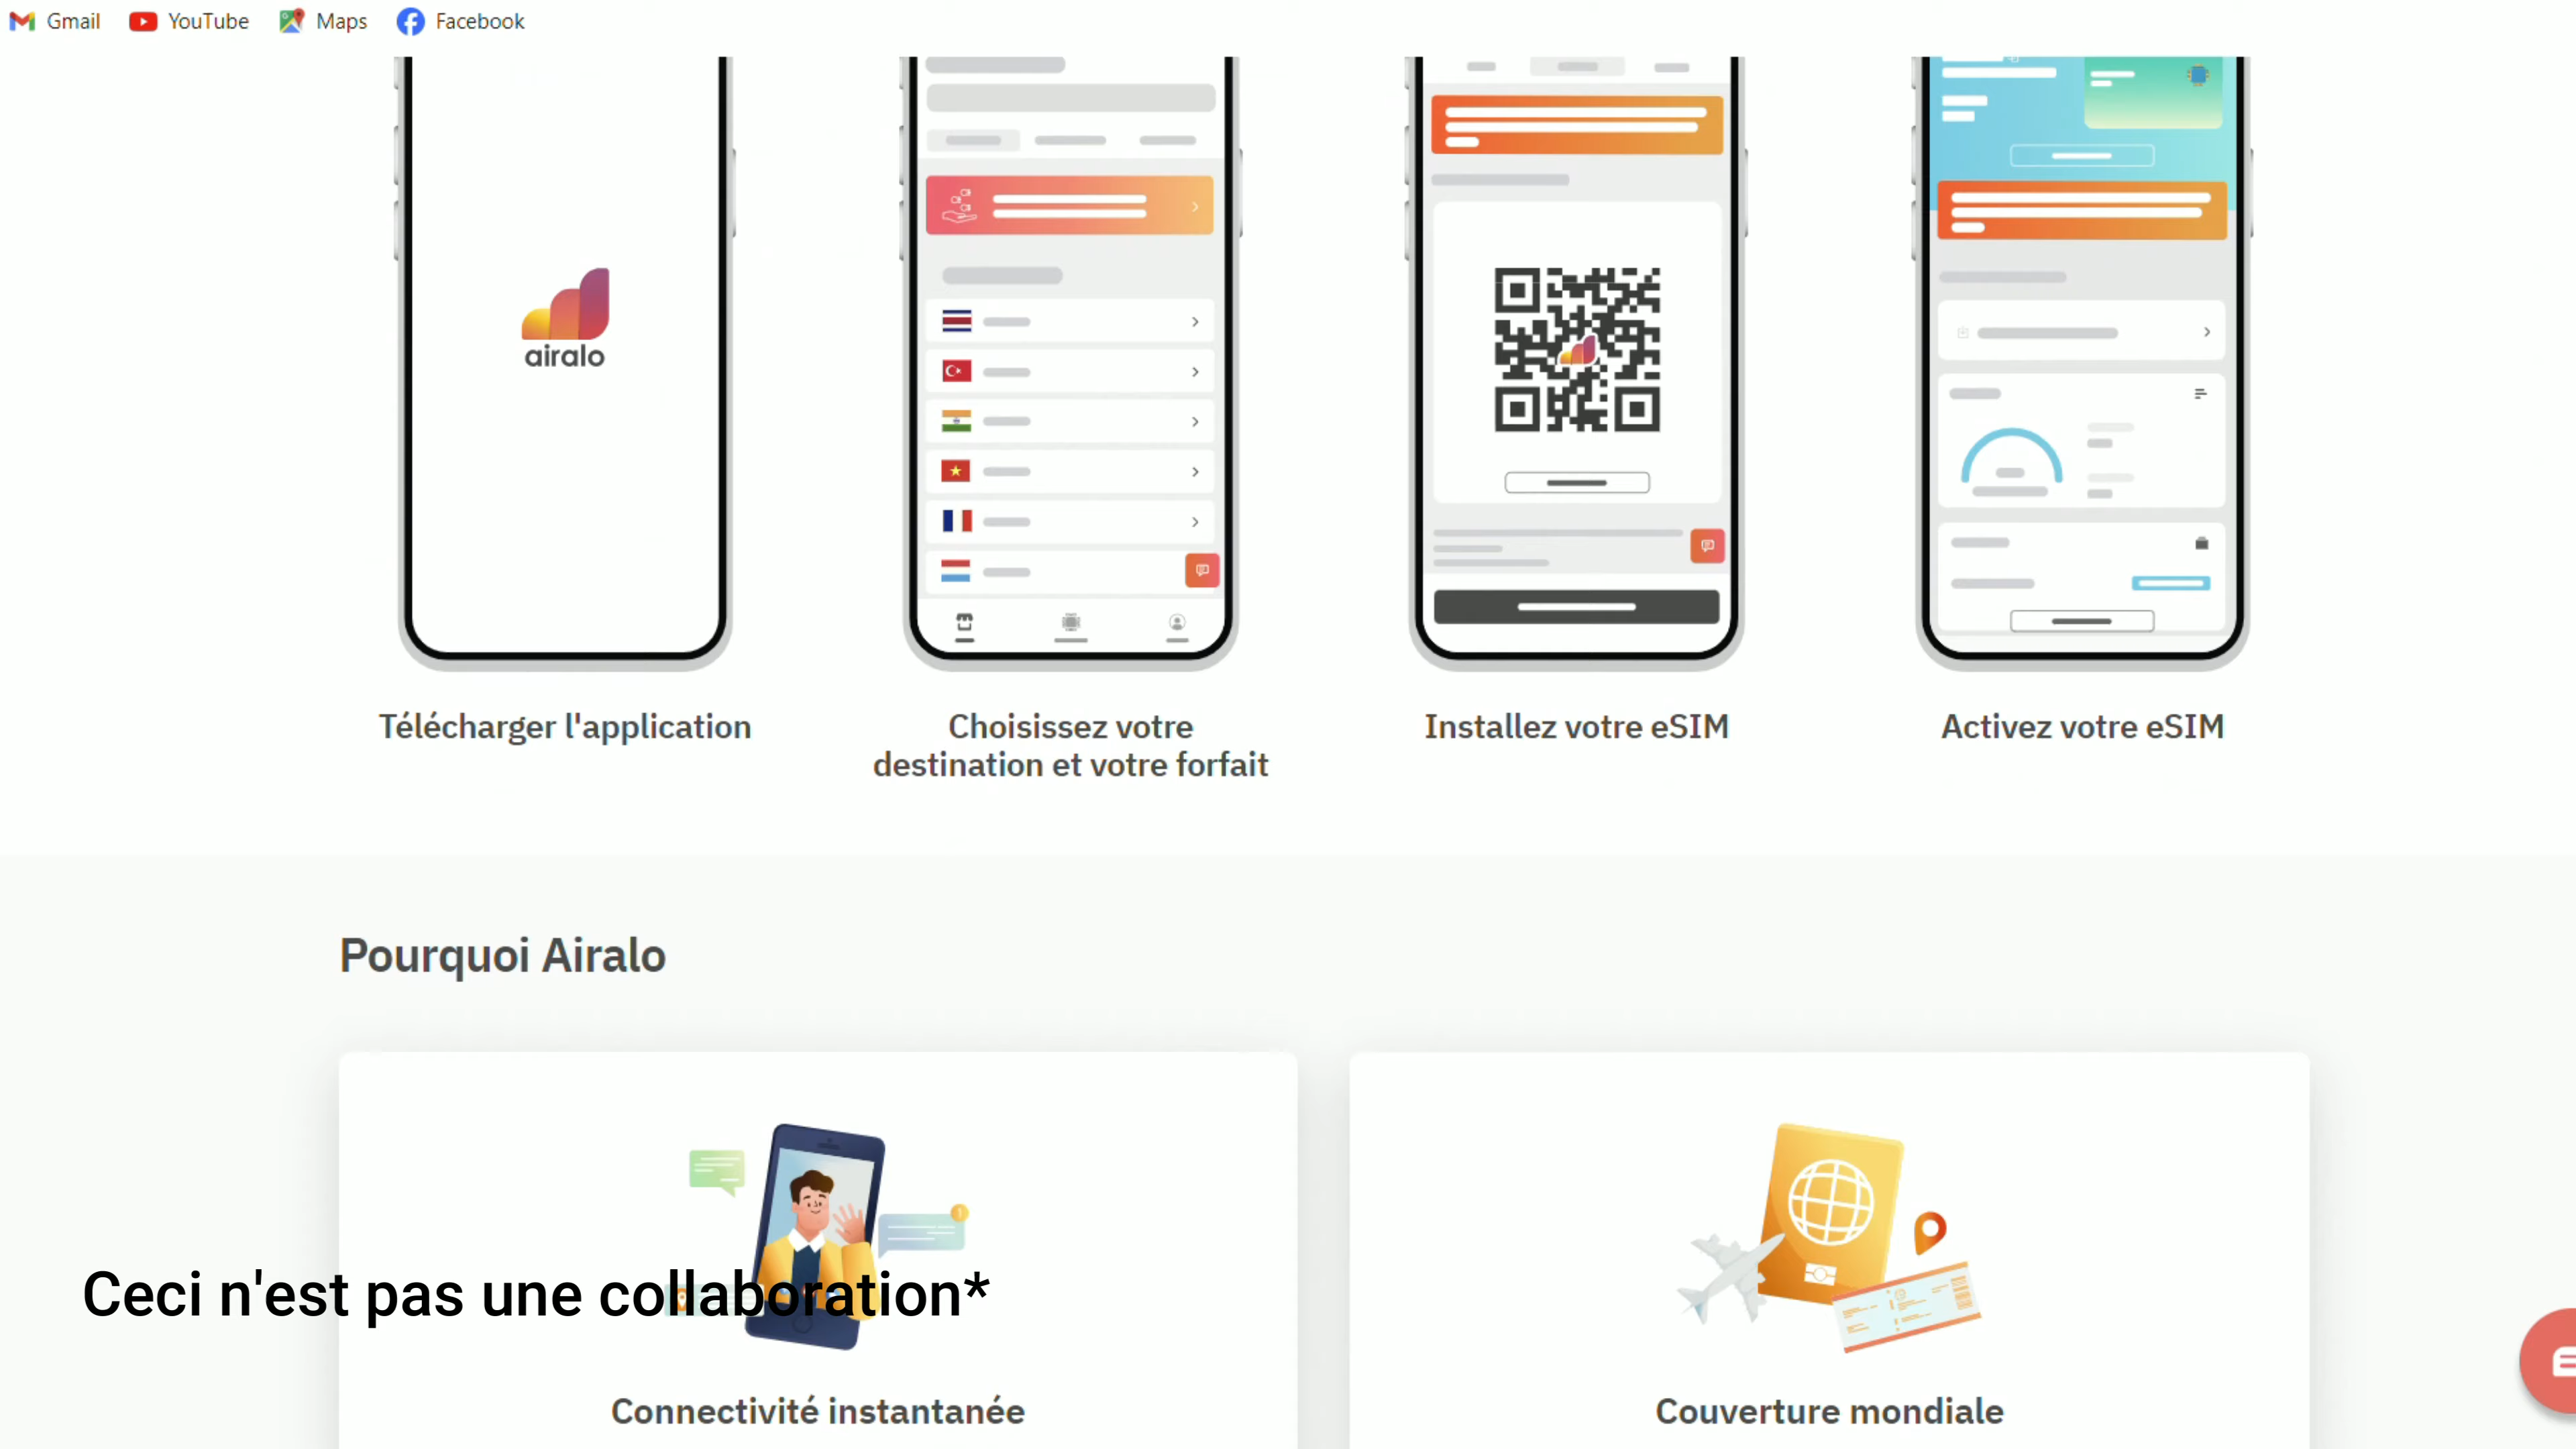 Gmail
YouTube
Maps
Facebook
airalo
Télécharger l'application
Choisissez votre
destination et votre forfait
Installez votre eSIM
Activez votre eSIM
Pourquoi Airalo
Ceci n'est pas une collaboration*
Connectivité instantanée
Couverture mondiale